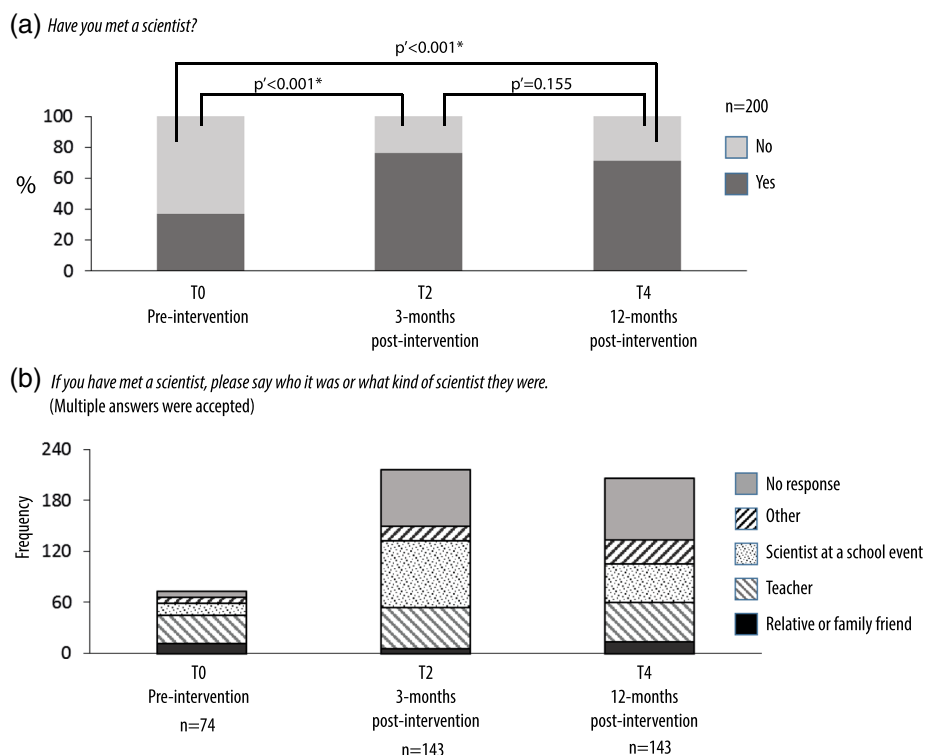 (a) Have you met a scientist?
p′<0.001*
p′<0.001*
p′=0.155
n=200
No
Yes
100
80
60
40
20
0
%
T0
Pre-intervention
T2
3-months
post-intervention
T4
12-months
post-intervention
(b) If you have met a scientist, please say who it was or what kind of scientist they were.
(Multiple answers were accepted)
240
180
120
60
0
Frequency
No response
Other
Scientist at a school event
Teacher
Relative or family friend
T0
Pre-intervention
n=74
T2
3-months
post-intervention
n=143
T4
12-months
post-intervention
n=143